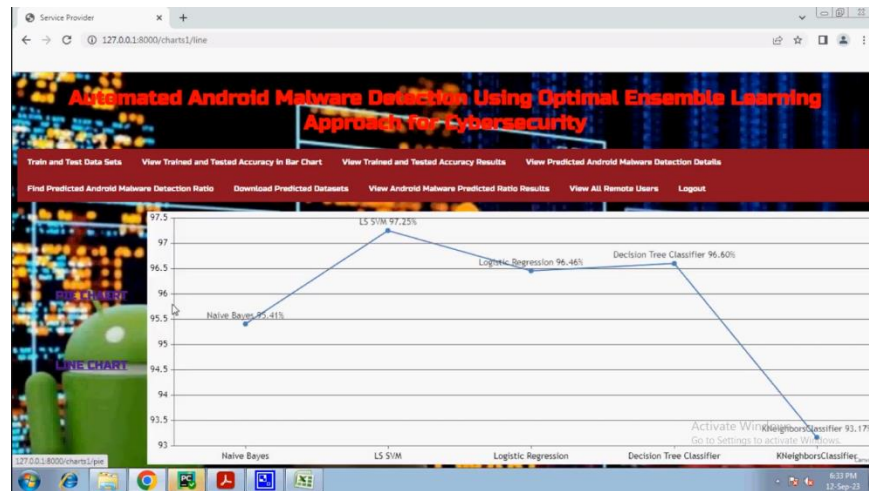 Service Provider
127.0.0.1:8000/charts1/line
Automated Android Malware Detection Using Optimal Ensemble Learning
Approach for Cybersecurity
Train and Test Data Sets View Trained and Tested Accuracy in Bar Chart View Trained and Tested Accuracy Results View Predicted Android Malware Detection Details
Find Predicted Android Malware Detection Ratio Download Predicted Datasets View Android Malware Predicted Ratio Results View All Remote Users Logout
97.5
LS SVM 97.25%
97
Decision Tree Classifier 96.60%
Logistic Regression 96.46%
96.5
PIE CHART
96
Naive Bayes 95.41%
95.5
95
LINE CHART
94.5
94
93.5
Activate Windows
KNeighborsClassifier 93.17%
Go to Settings to activate Windows.
93
Naive Bayes LS SVM Logistic Regression Decision Tree Classifier KNeighborsClassifier
127.0.0.1:8000/charts1/pie
6:33 PM
12-Sep-23